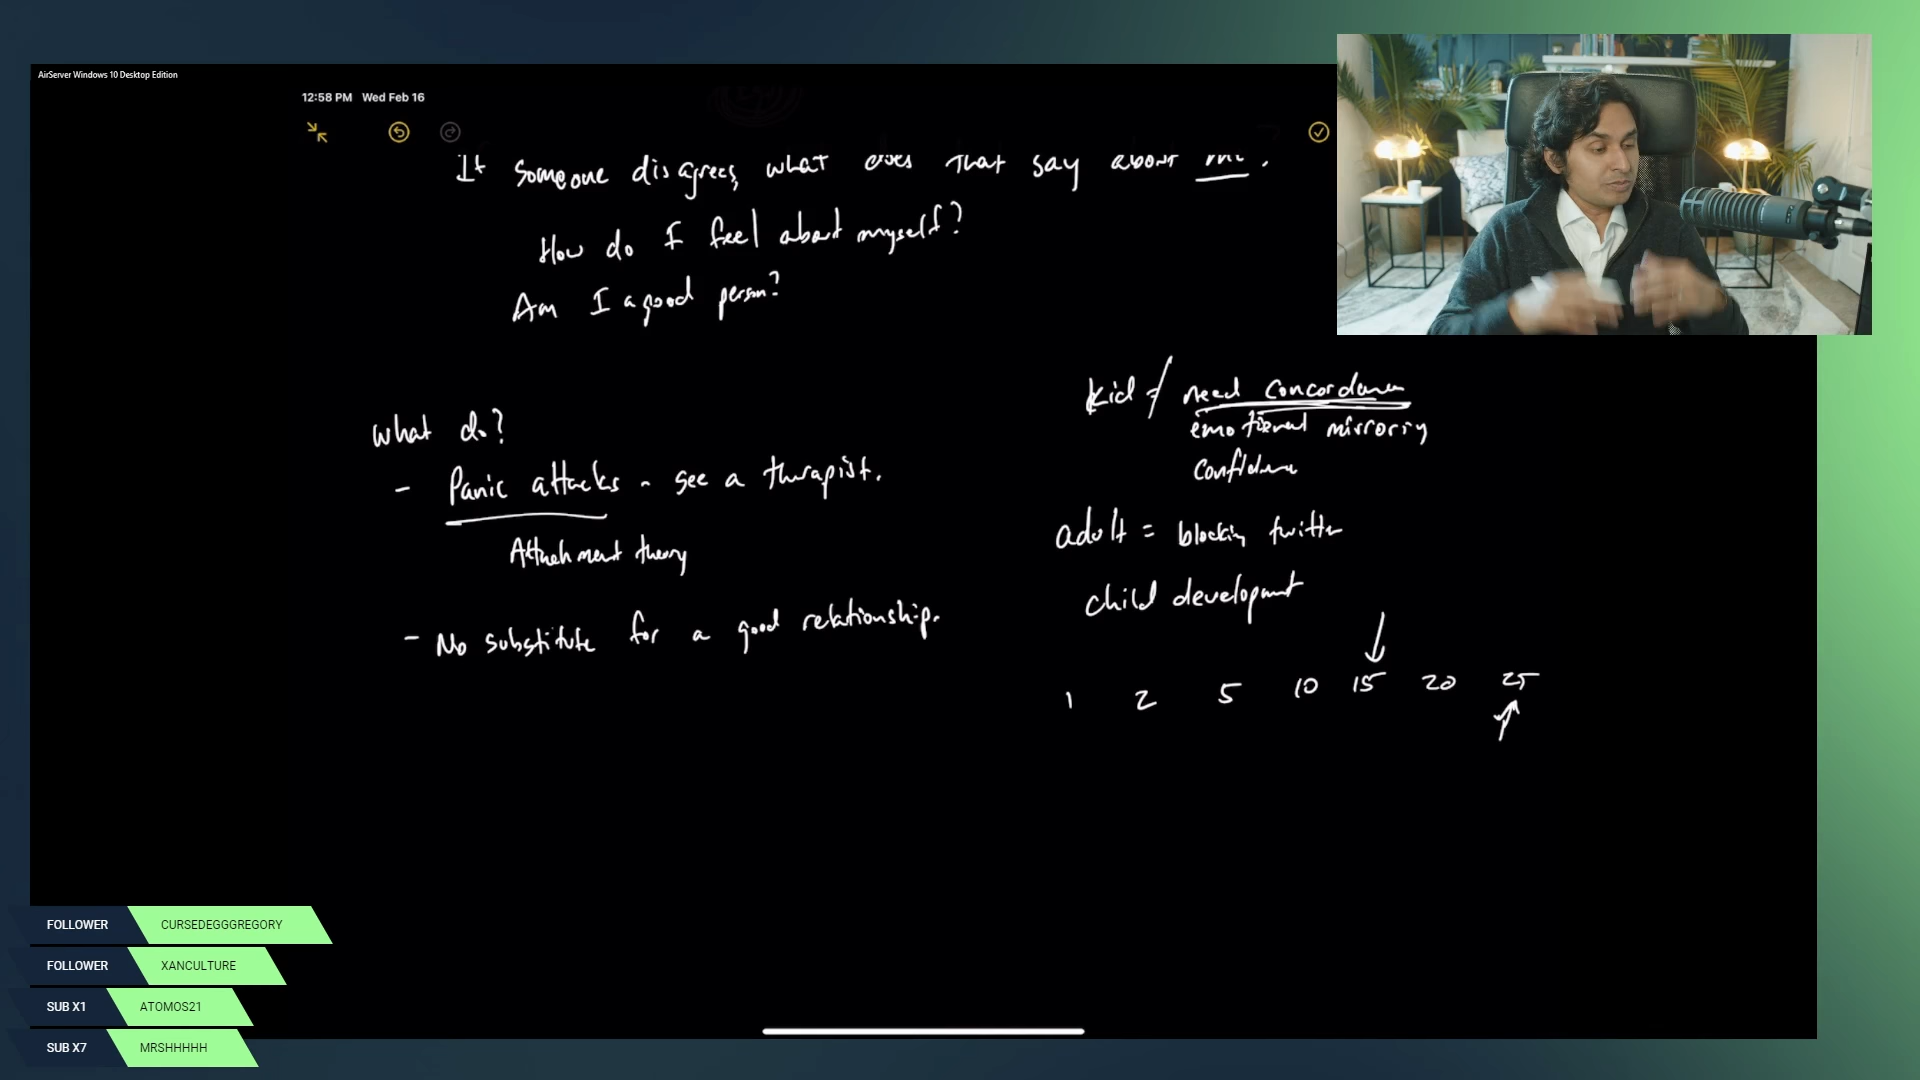 AirServer Windows 10 Desktop Edition
12:58 PM Wed Feb 16
If someone disagrees, what does that say about me.
How do I feel about myself?
Am I a good person?
What do?
- Panic attacks - see a therapist.
Attachment theory
- No substitute for a good relationship.
kid = need concordance
emotional mirroring
confidence
adult = blocking twitter
child development
1 2 5 10 15 20 25
FOLLOWER CURSEDEGGGREGORY
FOLLOWER XANCULTURE
SUB X1 ATOMOS21
SUB X7 MRSHHHHH